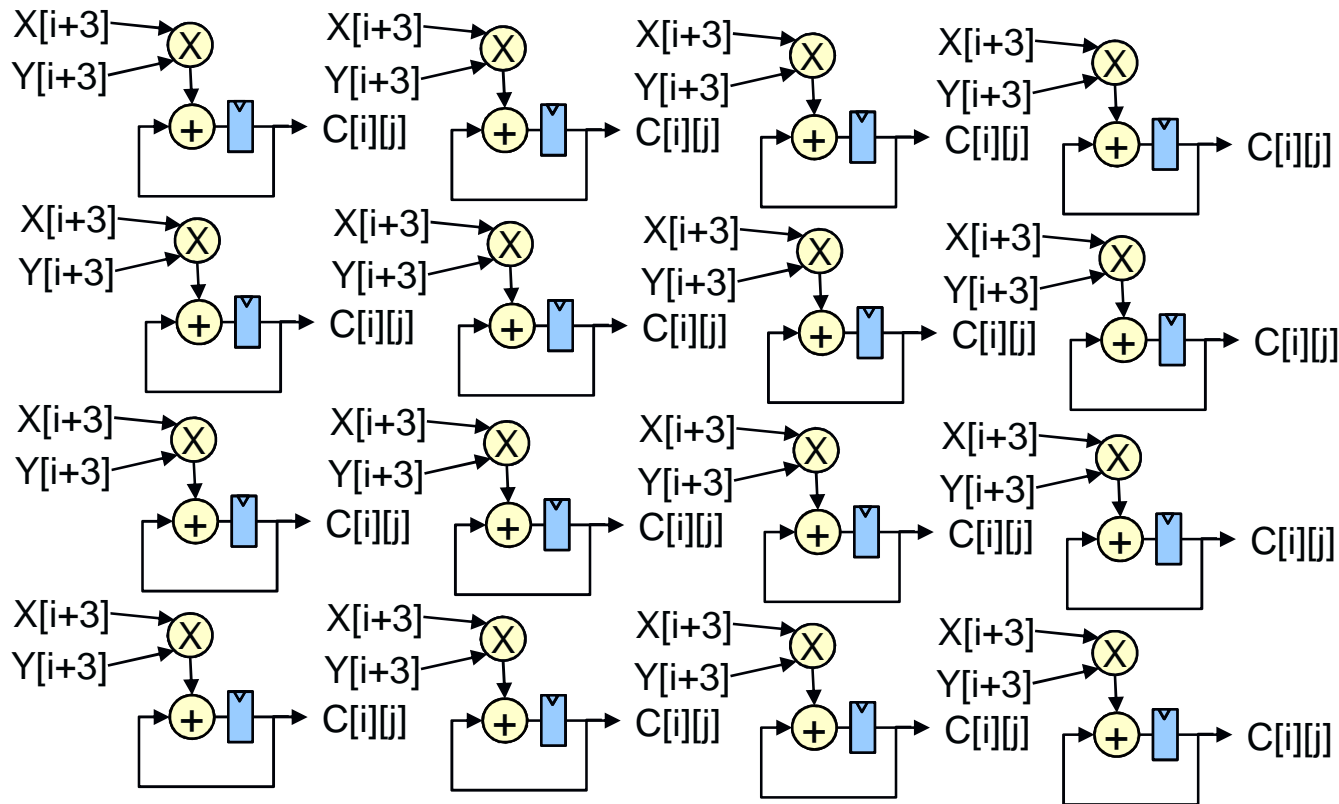 X[i+3] X[i+3] X[i+3] X[i+3]
X X X X
Y[i+3] Y[i+3] Y[i+3] Y[i+3]
+ C[i][j] + C[i][j] + C[i][j] + C[i][j]
X[i+3] X[i+3] X[i+3] X[i+3]
X X X X
Y[i+3] Y[i+3] Y[i+3] Y[i+3]
+ C[i][j] + C[i][j] + C[i][j] + C[i][j]
X[i+3] X[i+3] X[i+3] X[i+3]
X X X X
Y[i+3] Y[i+3] Y[i+3] Y[i+3]
+ C[i][j] + C[i][j] + C[i][j] + C[i][j]
X[i+3] X[i+3] X[i+3] X[i+3]
X X X X
Y[i+3] Y[i+3] Y[i+3] Y[i+3]
+ C[i][j] + C[i][j] + C[i][j] + C[i][j]